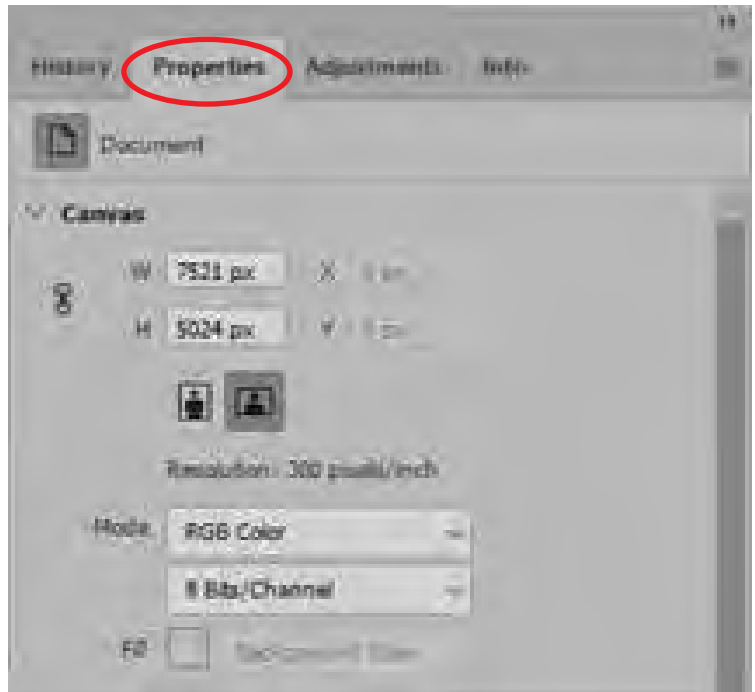 History Properties Adjustments Info
Document
Canvas
W 7521 px X
H 5024 px Y
Resolution: 300 pixels/inch
Mode RGB Color
8 Bits/Channel
Fill